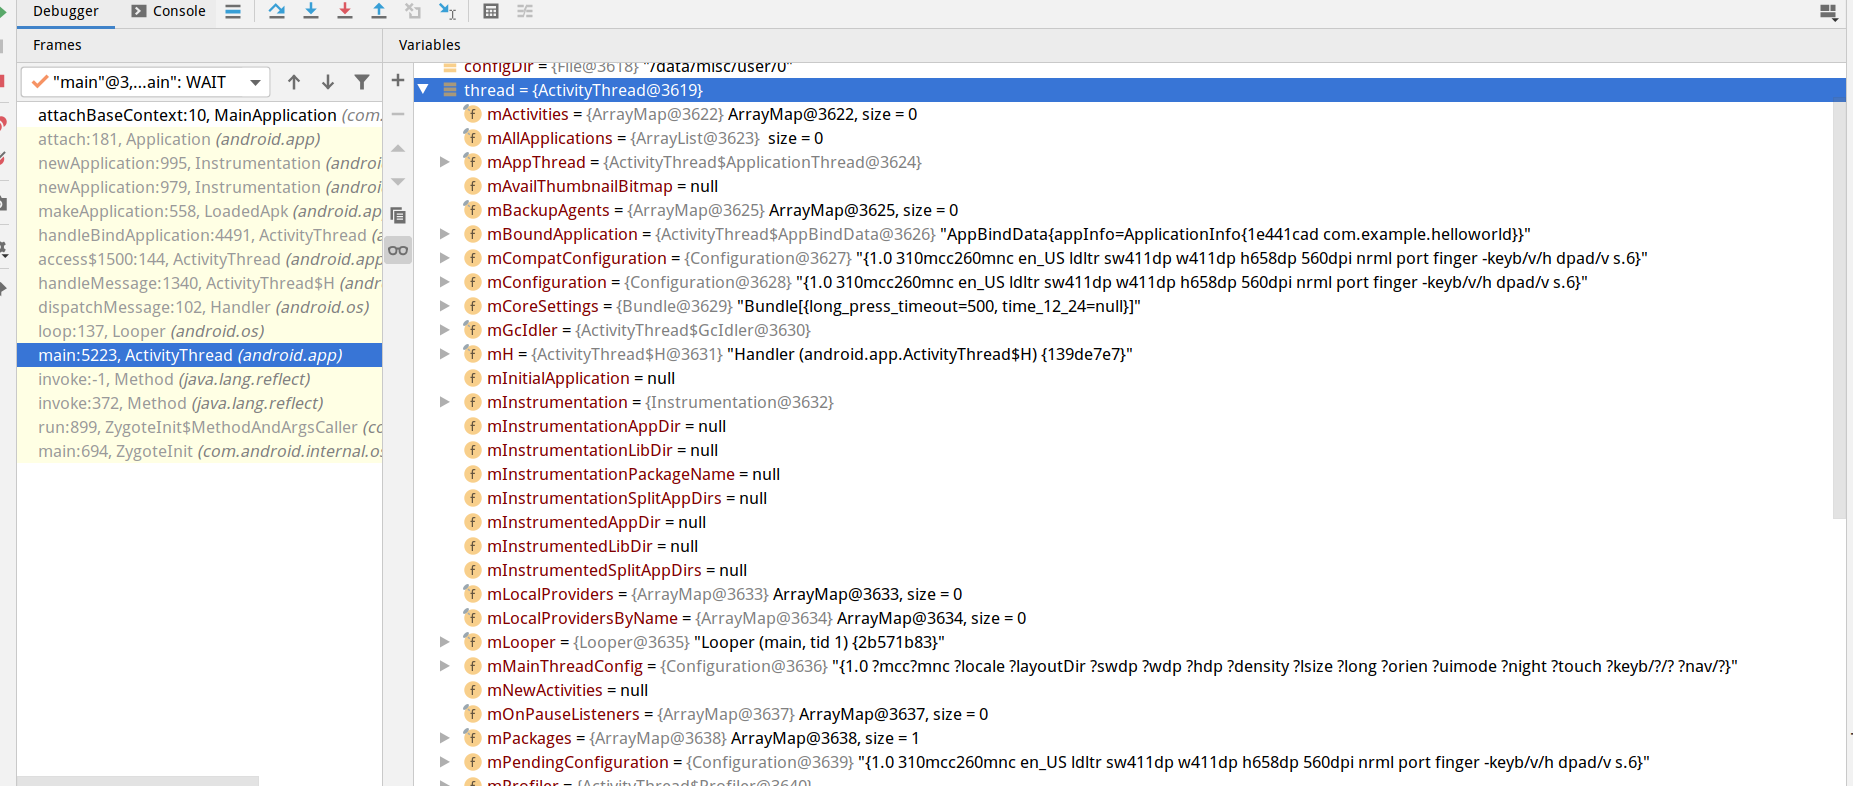 Debugger
Console
Frames
Variables
"main"@3,...ain": WAIT
attachBaseContext:10, MainApplication (com.
attach:181, Application (android.app)
newApplication:995, Instrumentation (androi
newApplication:979, Instrumentation (androi
makeApplication:558, LoadedApk (android.ap
handleBindApplication:4491, ActivityThread (a
access$1500:144, ActivityThread (android.app
handleMessage:1340, ActivityThread$H (andr
dispatchMessage:102, Handler (android.os)
loop:137, Looper (android.os)
main:5223, ActivityThread (android.app)
invoke:-1, Method (java.lang.reflect)
invoke:372, Method (java.lang.reflect)
run:899, ZygoteInit$MethodAndArgsCaller (co
main:694, ZygoteInit (com.android.internal.os
configDir = {File@3618} "/data/misc/user/0"
thread = {ActivityThread@3619}
mActivities = {ArrayMap@3622} ArrayMap@3622, size = 0
mAllApplications = {ArrayList@3623} size = 0
mAppThread = {ActivityThread$ApplicationThread@3624}
mAvailThumbnailBitmap = null
mBackupAgents = {ArrayMap@3625} ArrayMap@3625, size = 0
mBoundApplication = {ActivityThread$AppBindData@3626} "AppBindData{appInfo=ApplicationInfo{1e441cad com.example.helloworld}}"
mCompatConfiguration = {Configuration@3627} "{1.0 310mcc260mnc en_US ldltr sw411dp w411dp h658dp 560dpi nrml port finger -keyb/v/h dpad/v s.6}"
mConfiguration = {Configuration@3628} "{1.0 310mcc260mnc en_US ldltr sw411dp w411dp h658dp 560dpi nrml port finger -keyb/v/h dpad/v s.6}"
mCoreSettings = {Bundle@3629} "Bundle[{long_press_timeout=500, time_12_24=null}]"
mGcIdler = {ActivityThread$GcIdler@3630}
mH = {ActivityThread$H@3631} "Handler (android.app.ActivityThread$H) {139de7e7}"
mInitialApplication = null
mInstrumentation = {Instrumentation@3632}
mInstrumentationAppDir = null
mInstrumentationLibDir = null
mInstrumentationPackageName = null
mInstrumentationSplitAppDirs = null
mInstrumentedAppDir = null
mInstrumentedLibDir = null
mInstrumentedSplitAppDirs = null
mLocalProviders = {ArrayMap@3633} ArrayMap@3633, size = 0
mLocalProvidersByName = {ArrayMap@3634} ArrayMap@3634, size = 0
mLooper = {Looper@3635} "Looper (main, tid 1) {2b571b83}"
mMainThreadConfig = {Configuration@3636} "{1.0 ?mcc?mnc ?locale ?layoutDir ?swdp ?wdp ?hdp ?density ?lsize ?long ?orien ?uimode ?night ?touch ?keyb/?/? ?nav/?}"
mNewActivities = null
mOnPauseListeners = {ArrayMap@3637} ArrayMap@3637, size = 0
mPackages = {ArrayMap@3638} ArrayMap@3638, size = 1
mPendingConfiguration = {Configuration@3639} "{1.0 310mcc260mnc en_US ldltr sw411dp w411dp h658dp 560dpi nrml port finger -keyb/v/h dpad/v s.6}"
mProfiler = {ActivityThread$Profiler@3640}